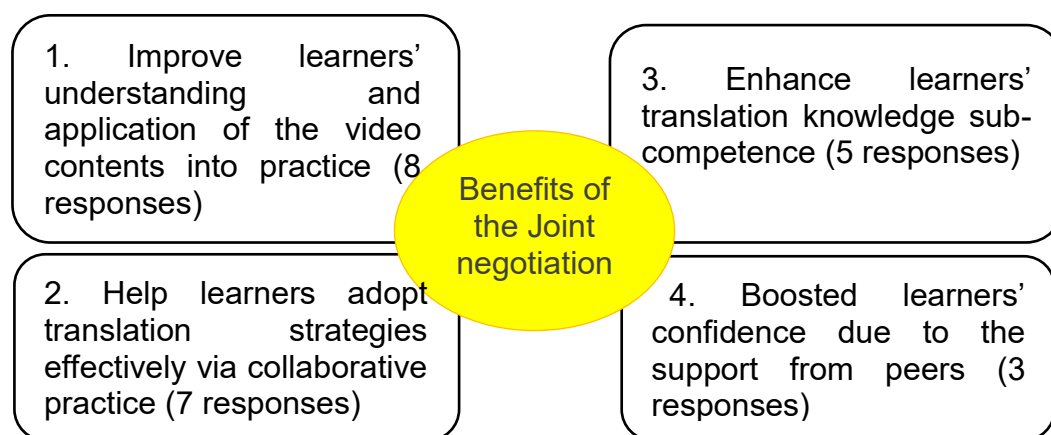 1. Improve learners’
understanding and
application of the video
contents into practice (8
responses)
2. Help learners adopt
translation strategies
effectively via collaborative
practice (7 responses)
Benefits of
the Joint
negotiation
3. Enhance learners’
translation knowledge sub-
competence (5 responses)
4. Boosted learners’
confidence due to the
support from peers (3
responses)